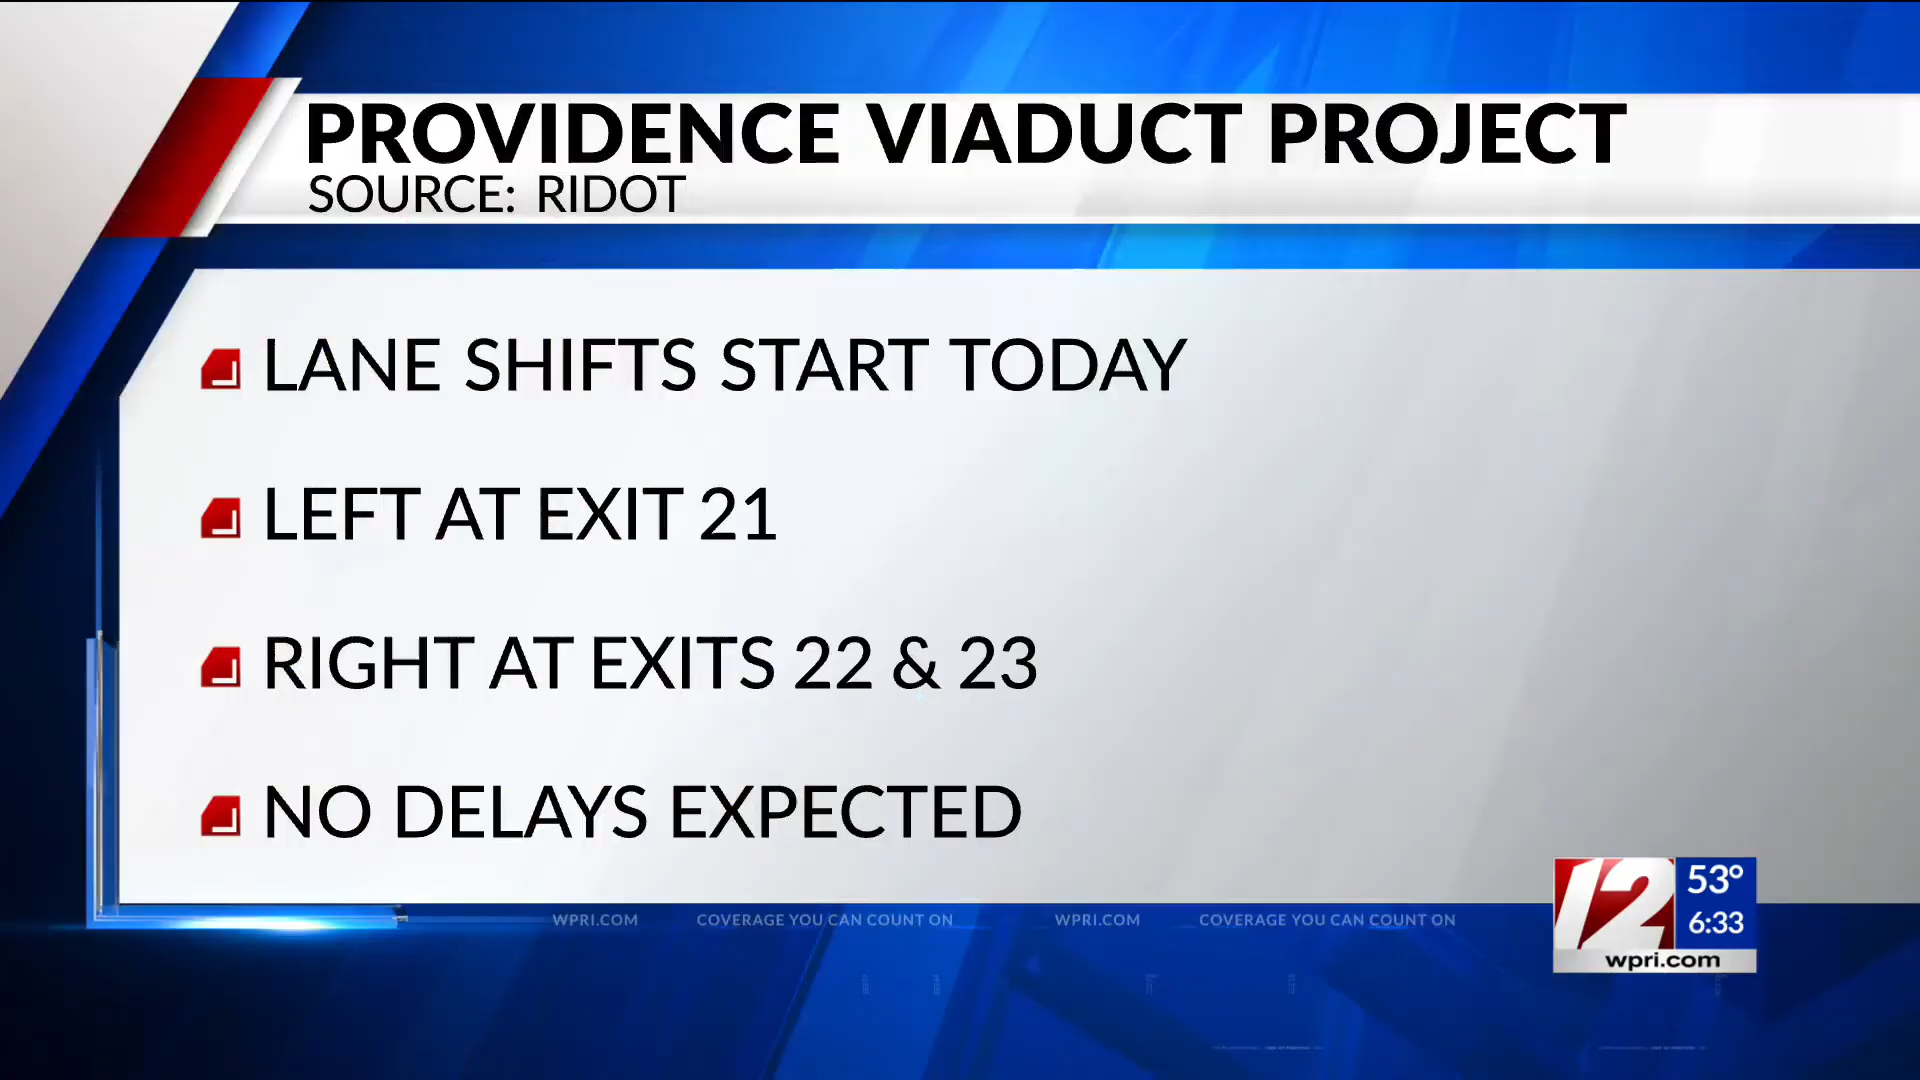 PROVIDENCE VIADUCT PROJECT
SOURCE: RIDOT
LANE SHIFTS START TODAY
LEFT AT EXIT 21
RIGHT AT EXITS 22 & 23
NO DELAYS EXPECTED
WPRI.COM COVERAGE YOU CAN COUNT ON WPRI.COM COVERAGE YOU CAN COUNT ON
12
53°
6:33
wpri.com